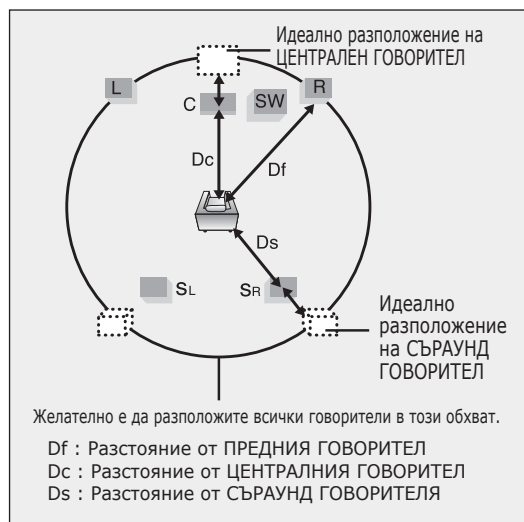 Идеално разположение на
ЦЕНТРАЛЕН ГОВОРИТЕЛ
L
R
C
SW
Dc
Df
Ds
SL
SR
Идеално
разположение
на СЪРАУНД
ГОВОРИТЕЛ
Желателно е да разположите всички говорители в този обхват.
Df : Разстояние от ПРЕДНИЯ ГОВОРИТЕЛ
Dc : Разстояние от ЦЕНТРАЛНИЯ ГОВОРИТЕЛ
Ds : Разстояние от СЪРАУНД ГОВОРИТЕЛЯ